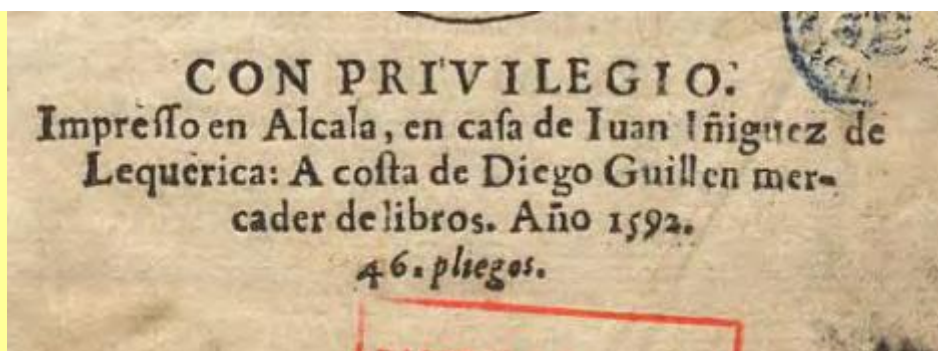 CON PRIVILEGIO.
Impreſſo en Alcala, en caſa de Iuan Iñiguez de
Lequerica: A coſta de Diego Guillen mer-
cader de libros. Año 1592.
46. pliegos.